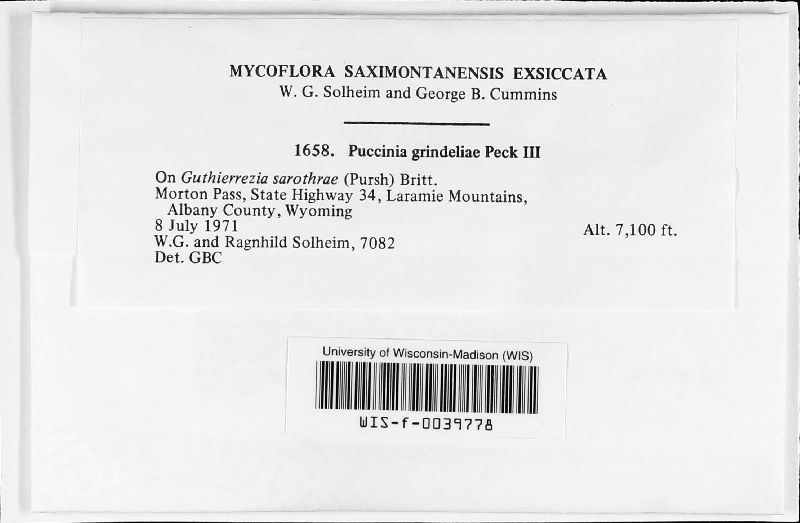 MYCOFLORA SAXIMONTANENSIS EXSICCATA
W. G. Solheim and George B. Cummins
1658. Puccinia grindeliae Peck III
On Guthierrezia sarothrae (Pursh) Britt.
Morton Pass, State Highway 34, Laramie Mountains,
Albany County, Wyoming
8 July 1971 Alt. 7,100 ft.
W.G. and Ragnhild Solheim, 7082
Det. GBC
University of Wisconsin-Madison (WIS)
WIS-f-0039778